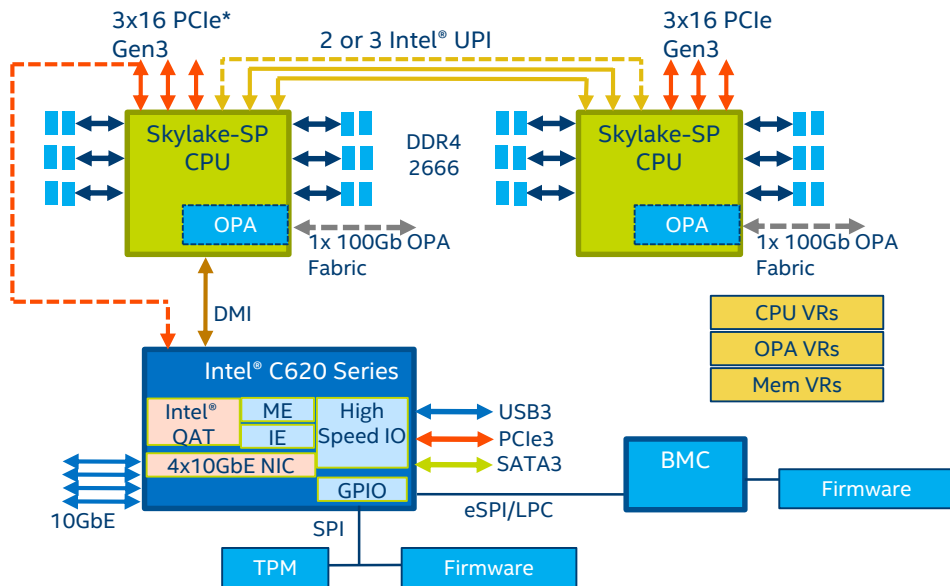 3x16 PCIe*
Gen3
2 or 3 Intel® UPI
3x16 PCIe
Gen3
Skylake-SP
CPU
DDR4
2666
Skylake-SP
CPU
OPA
OPA
1x 100Gb OPA
Fabric
1x 100Gb OPA
Fabric
DMI
CPU VRs
OPA VRs
Mem VRs
Intel® C620 Series
Intel®
QAT
ME
IE
High
Speed IO
4x10GbE NIC
GPIO
USB3
PCIe3
SATA3
10GbE
BMC
Firmware
eSPI/LPC
SPI
TPM
Firmware